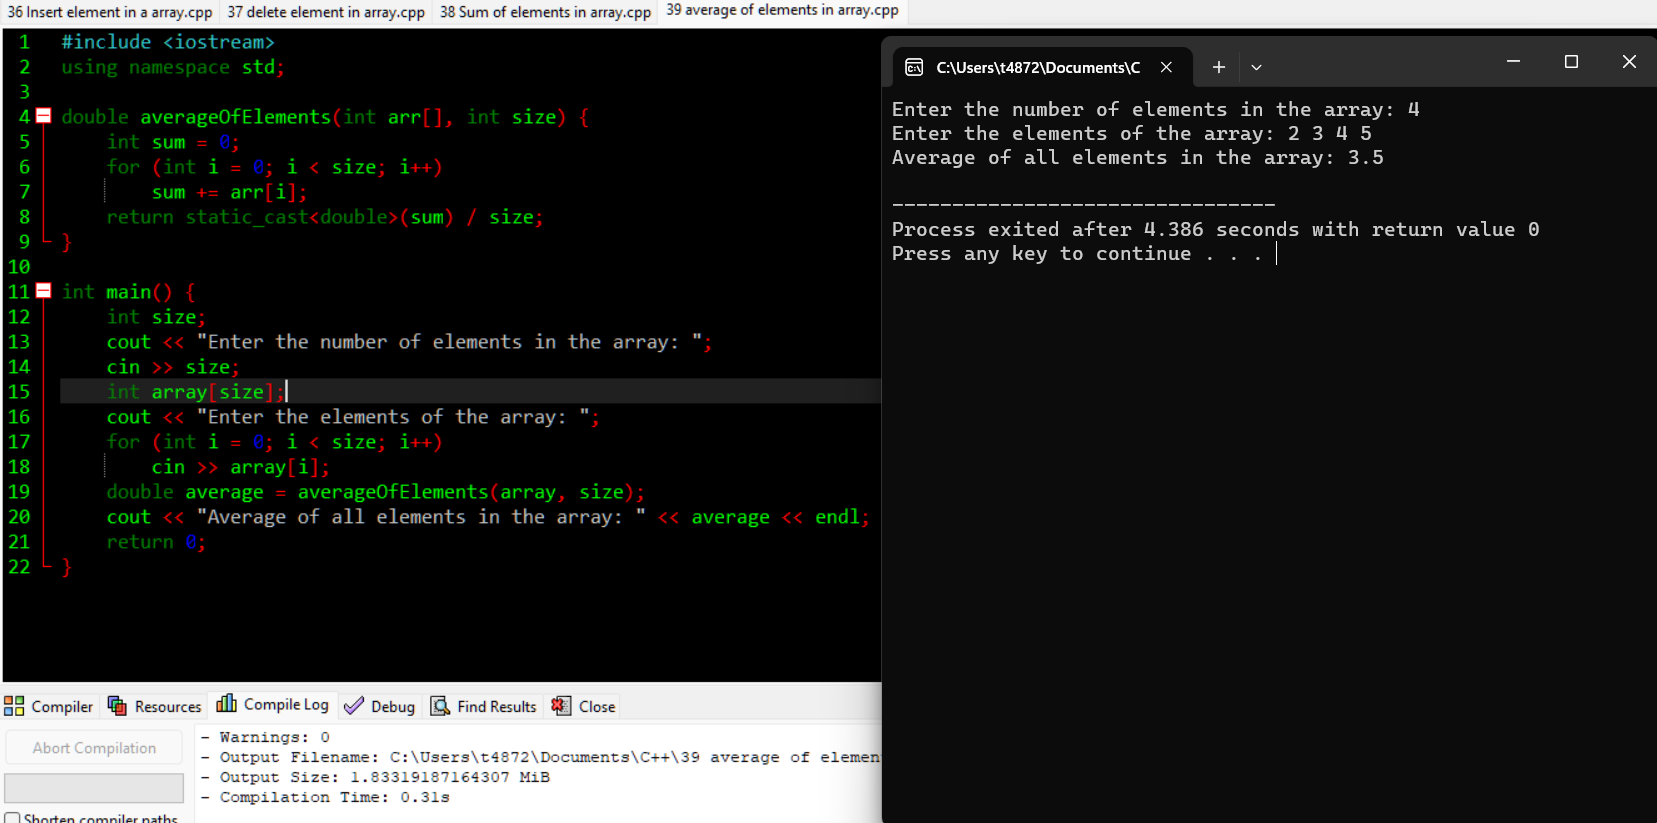 36 Insert element in a array.cpp 37 delete element in array.cpp 38 Sum of elements in array.cpp 39 average of elements in array.cpp
1 #include <iostream>
2 using namespace std;
3
4 double averageOfElements(int arr[], int size) {
5 int sum = 0;
6 for (int i = 0; i < size; i++)
7 sum += arr[i];
8 return static_cast<double>(sum) / size;
9 }
10
11 int main() {
12 int size;
13 cout << "Enter the number of elements in the array: ";
14 cin >> size;
15 int array[size];
16 cout << "Enter the elements of the array: ";
17 for (int i = 0; i < size; i++)
18 cin >> array[i];
19 double average = averageOfElements(array, size);
20 cout << "Average of all elements in the array: " << average << endl;
21 return 0;
22 }
C:\Users\t4872\Documents\C
Enter the number of elements in the array: 4
Enter the elements of the array: 2 3 4 5
Average of all elements in the array: 3.5
--------------------------------
Process exited after 4.386 seconds with return value 0
Press any key to continue . . .
Compiler Resources Compile Log Debug Find Results Close
Abort Compilation
Shorten compiler paths
- Warnings: 0
- Output Filename: C:\Users\t4872\Documents\C++\39 average of elemen
- Output Size: 1.83319187164307 MiB
- Compilation Time: 0.31s